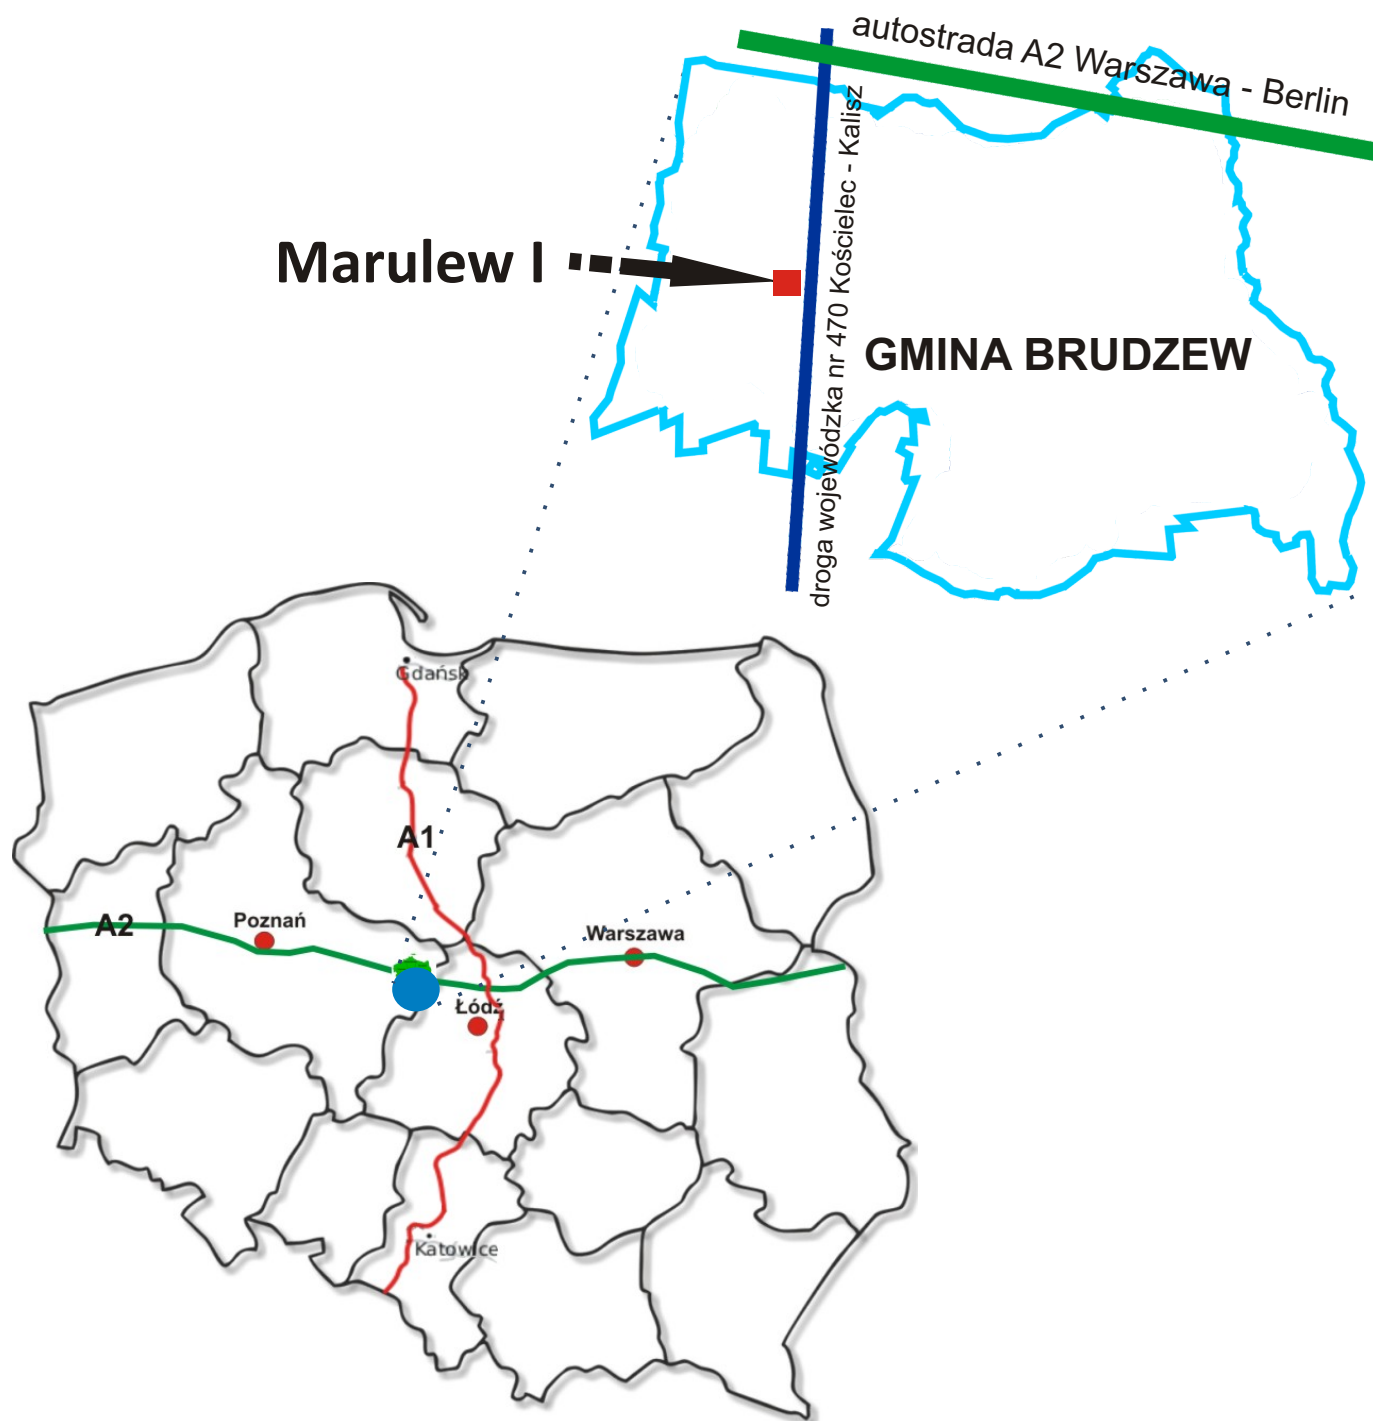 autostrada A2 Warszawa - Berlin
droga wojewódzka nr 470 Kościelec - Kalisz
Marulew I
GMINA BRUDZEW
Gdańsk
A1
A2
Poznań
Warszawa
Łódź
Katowice